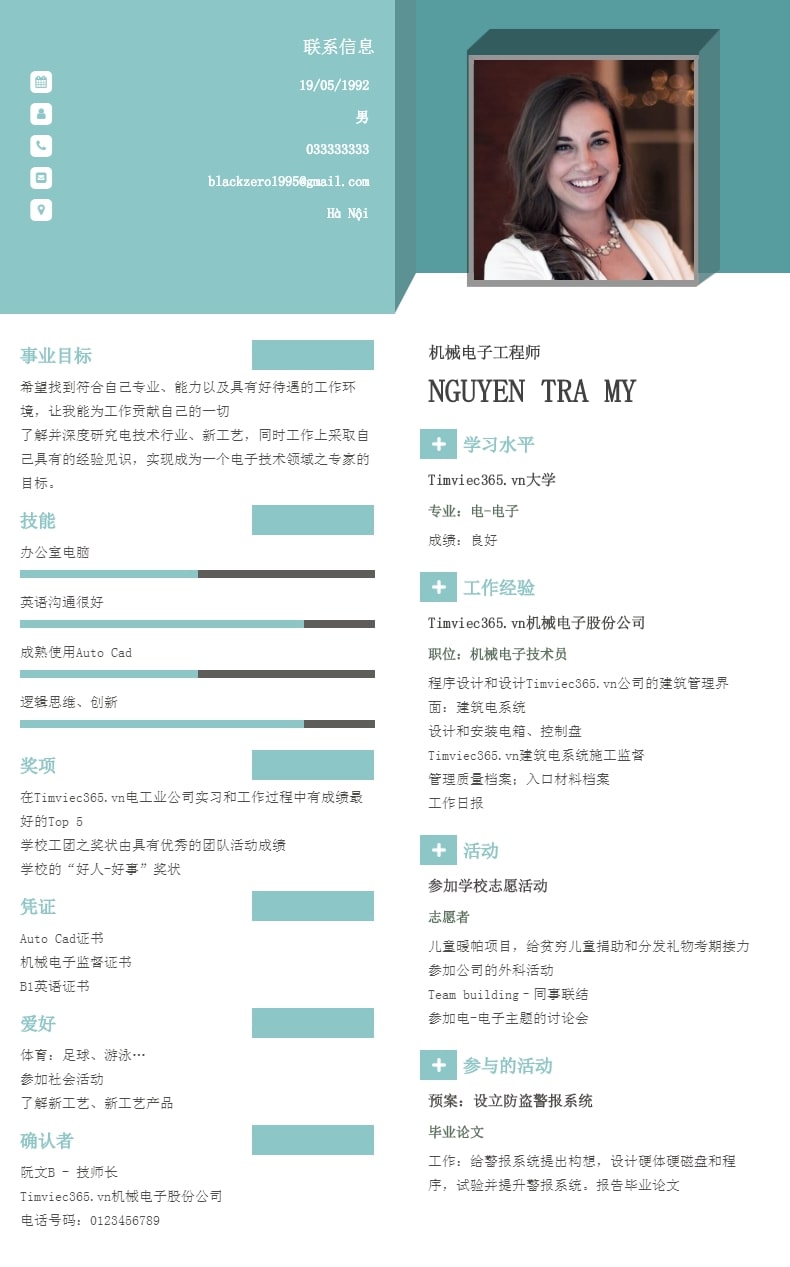 联系信息
19/05/1992
男
033333333
blackzero1995@gmail.com
Hà Nội
事业目标
希望找到符合自己专业、能力以及具有好待遇的工作环
境，让我能为工作贡献自己的一切
了解并深度研究电技术行业、新工艺，同时工作上采取自
己具有的经验见识，实现成为一个电子技术领域之专家的
目标。
技能
办公室电脑
英语沟通很好
成熟使用Auto Cad
逻辑思维、创新
奖项
在Timviec365.vn电工业公司实习和工作过程中有成绩最
好的Top 5
学校工团之奖状由具有优秀的团队活动成绩
学校的“好人-好事”奖状
凭证
Auto Cad证书
机械电子监督证书
B1英语证书
爱好
体育：足球、游泳…
参加社会活动
了解新工艺、新工艺产品
确认者
阮文B - 技师长
Timviec365.vn机械电子股份公司
电话号码：0123456789
机械电子工程师
NGUYEN TRA MY
学习水平
Timviec365.vn大学
专业：电-电子
成绩：良好
工作经验
Timviec365.vn机械电子股份公司
职位：机械电子技术员
程序设计和设计Timviec365.vn公司的建筑管理界
面：建筑电系统
设计和安装电箱、控制盘
Timviec365.vn建筑电系统施工监督
管理质量档案；入口材料档案
工作日报
活动
参加学校志愿活动
志愿者
儿童暖帕项目，给贫穷儿童捐助和分发礼物考期接力
参加公司的外科活动
Team building–同事联结
参加电-电子主题的讨论会
参与的活动
预案：设立防盗警报系统
毕业论文
工作：给警报系统提出构想，设计硬体硬磁盘和程
序，试验并提升警报系统。报告毕业论文